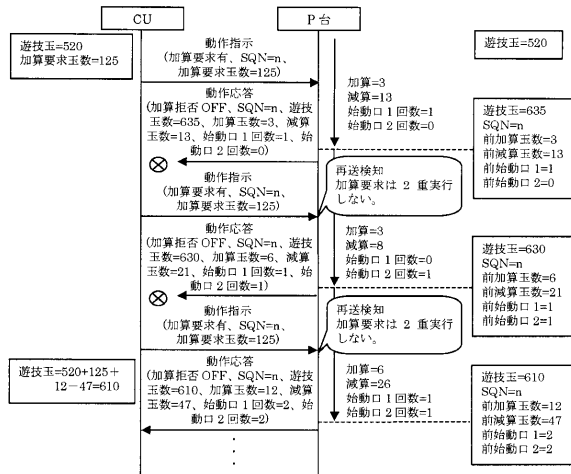 CU
P 台
遊技玉=520
加算要求玉数=125
遊技玉=520
動作指示
(加算要求有、SQN=n、
加算要求玉数=125)
加算=3
減算=13
始動口 1 回数=1
始動口 2 回数=0
動作応答
(加算拒否 OFF、SQN=n、遊技
玉数=635、加算玉数=3、減算
玉数=13、始動口 1 回数=1、始
動口 2 回数=0)
遊技玉=635
SQN=n
前加算玉数=3
前減算玉数=13
前始動口 1=1
前始動口 2=0
動作指示
(加算要求有、SQN=n、
加算要求玉数=125)
再送検知
加算要求は 2 重実行
しない。
動作応答
(加算拒否 OFF、SQN=n、遊技
玉数=630、加算玉数=6、減算
玉数=21、始動口 1 回数=1、始
動口 2 回数=1)
加算=3
減算=8
始動口 1 回数=0
始動口 2 回数=1
遊技玉=630
SQN=n
前加算玉数=6
前減算玉数=21
前始動口 1=1
前始動口 2=1
動作指示
(加算要求有、SQN=n、
加算要求玉数=125)
再送検知
加算要求は 2 重実行
しない。
遊技玉=520+125+
12-47=610
動作応答
(加算拒否 OFF、SQN=n、遊技
玉数=610、加算玉数=12、減算
玉数=47、始動口 1 回数=2、始
動口 2 回数=2)
加算=6
減算=26
始動口 1 回数=1
始動口 2 回数=1
遊技玉=610
SQN=n
前加算玉数=12
前減算玉数=47
前始動口 1=2
前始動口 2=2